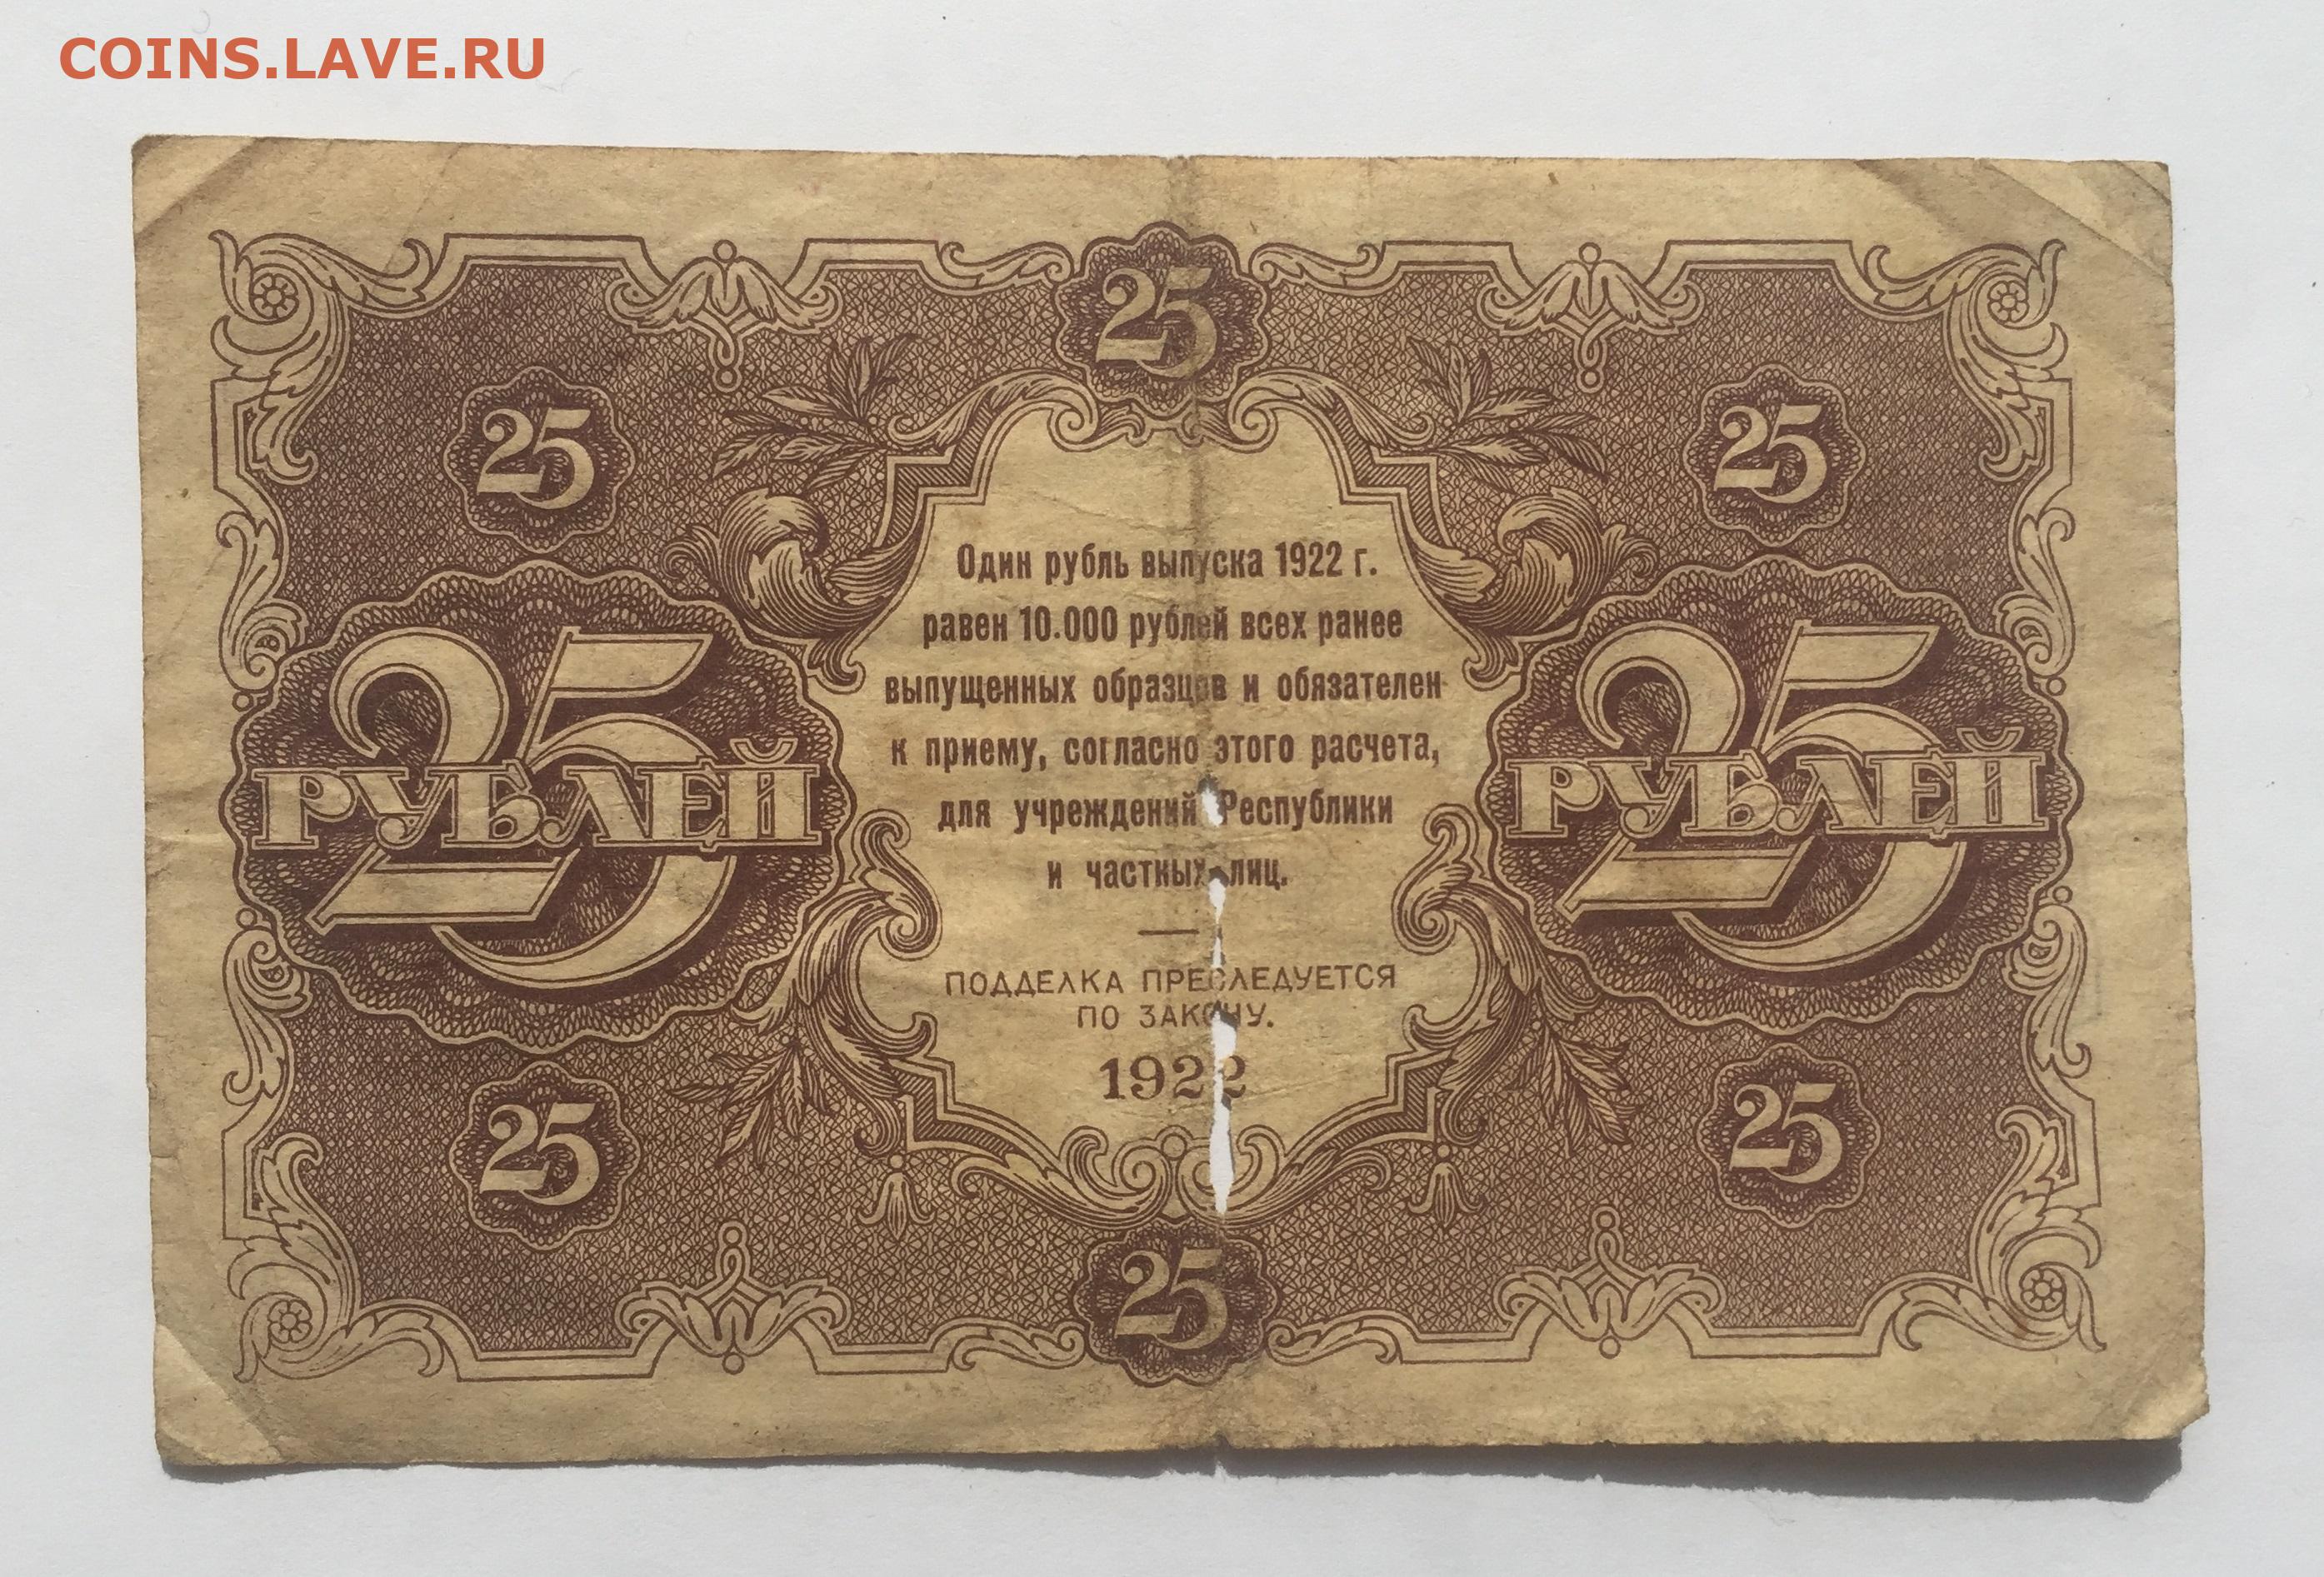 COINS.LAVE.RU
25
25 25
Один рубль выпуска 1922 г.
равен 10.000 рублей всех ранее
выпущенных образцов и обязателен
к приему, согласно этого расчета,
для учреждений Республики
и частных лиц.
25 РУБЛЕЙ
25 РУБЛЕЙ
ПОДДЕЛКА ПРЕСЛЕДУЕТСЯ
ПО ЗАКОНУ.
1922
25 25
25